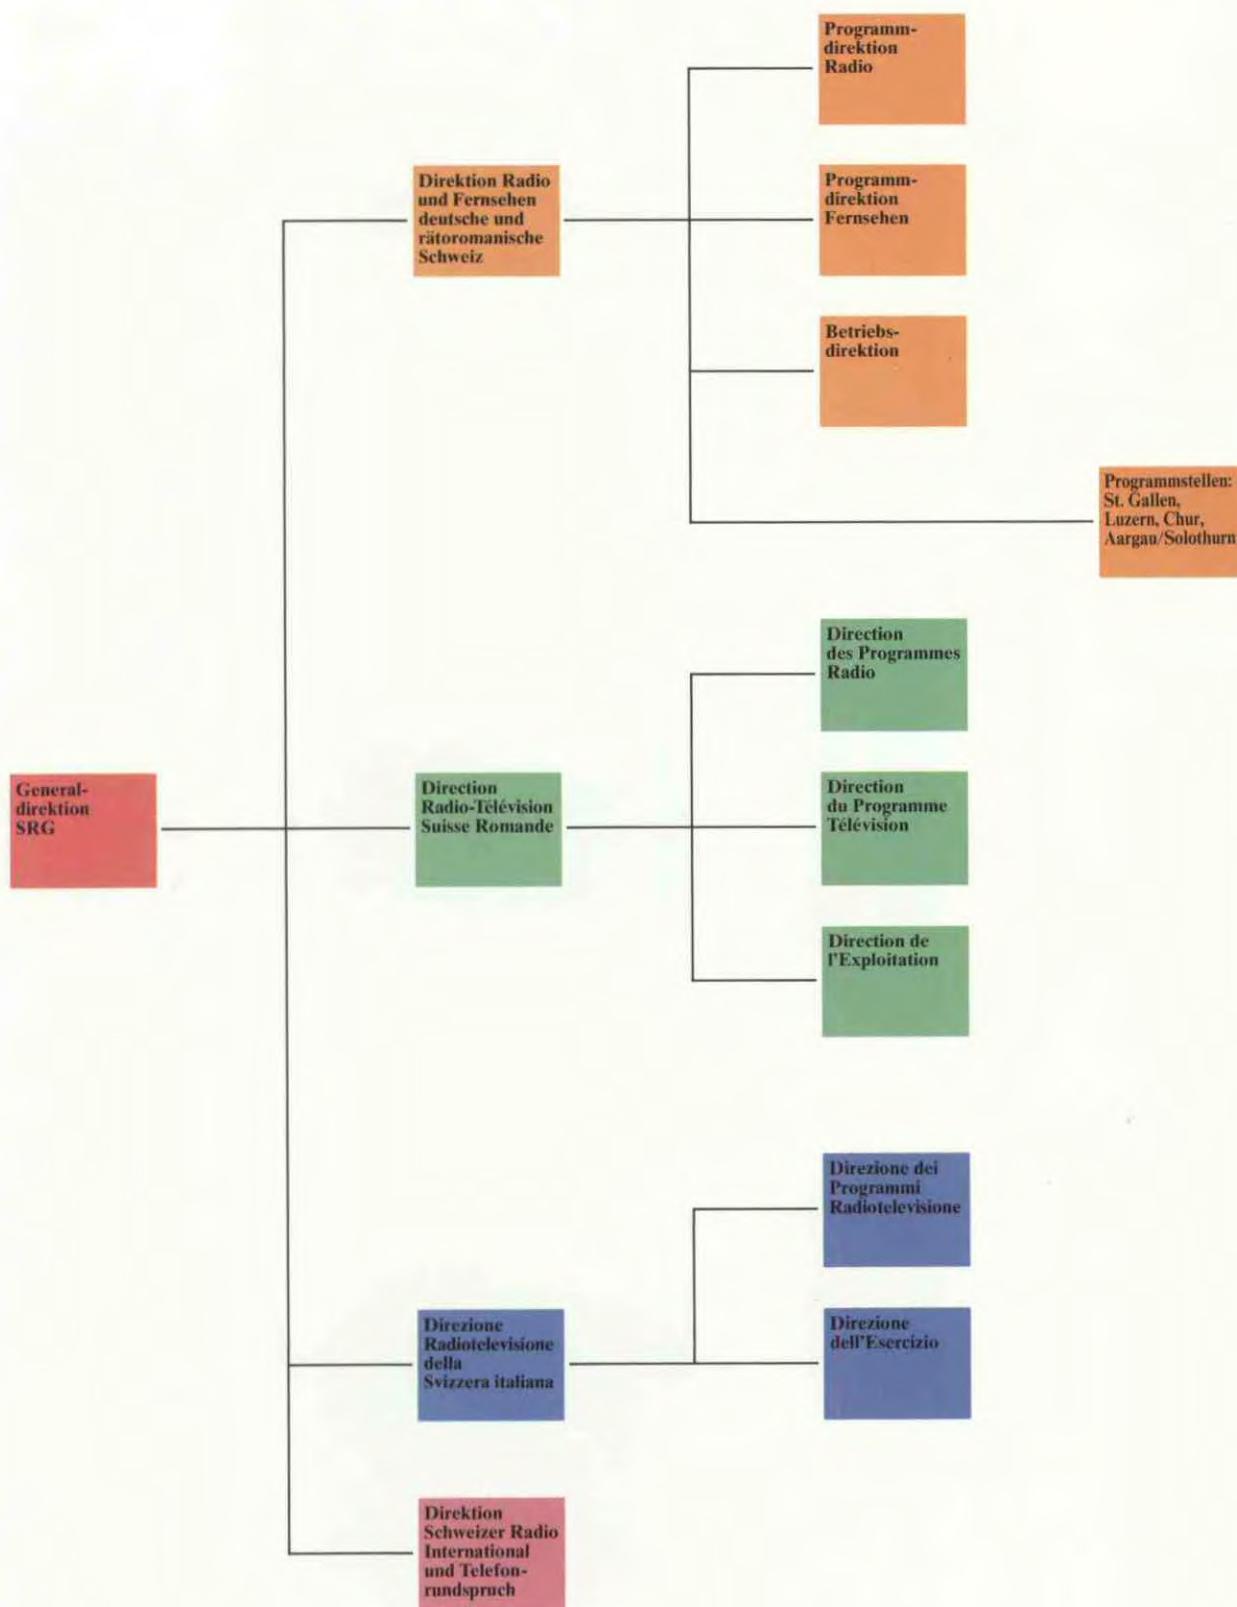 Programm-
direktion
Radio
Direktion Radio
und Fernsehen
deutsche und
rätoromanische
Schweiz
Programm-
direktion
Fernsehen
Betriebs-
direktion
Programmstellen:
St. Gallen,
Luzern, Chur,
Aargau/Solothurn
Direction
des Programmes
Radio
General-
direktion
SRG
Direction
Radio-Télévision
Suisse Romande
Direction
du Programme
Télévision
Direction de
l'Exploitation
Direzione dei
Programmi
Radiotelevisione
Direzione
Radiotelevisione
della
Svizzera italiana
Direzione
dell'Esercizio
Direktion
Schweizer Radio
International
und Telefon-
rundspruch